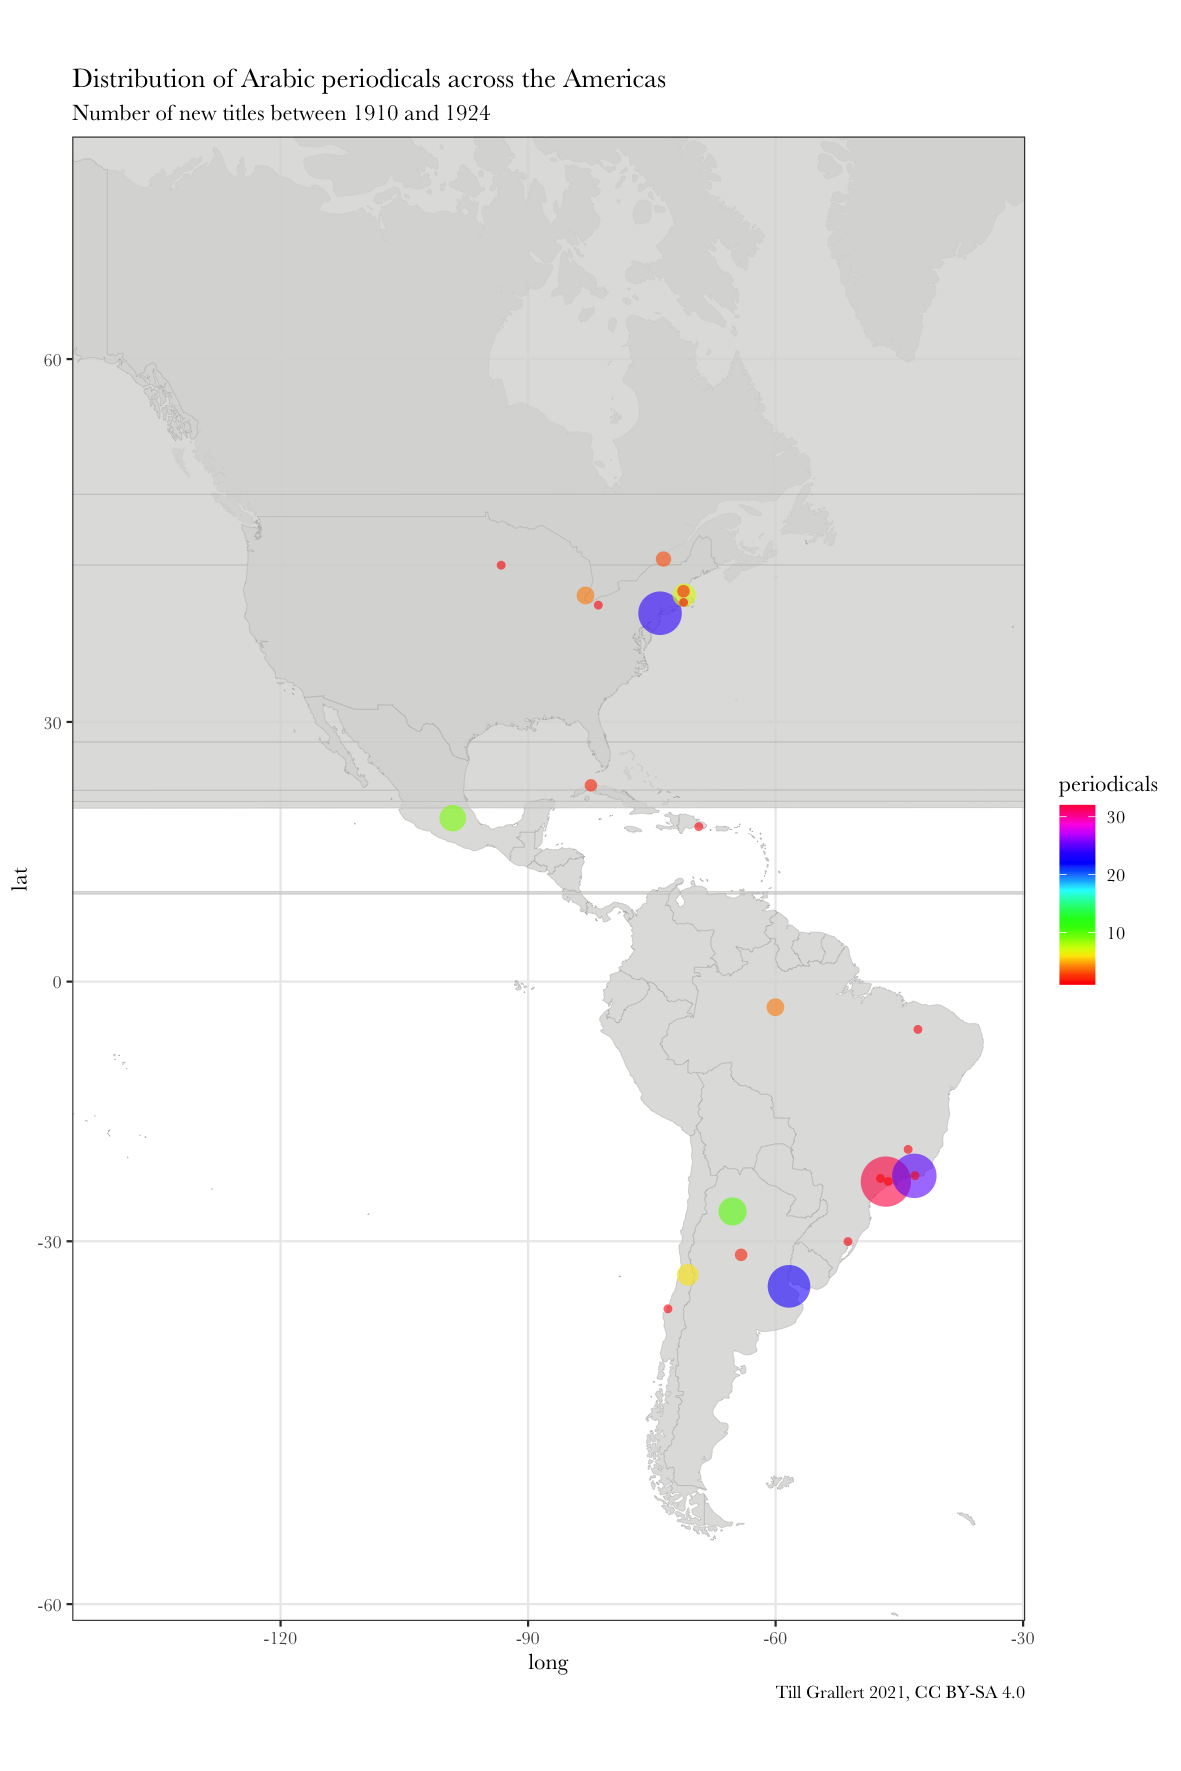 Distribution of Arabic periodicals across the Americas
Number of new titles between 1910 and 1924
60
30
0
-30
-60
lat
-120
-90
-60
-30
long
periodicals
30
20
10
Till Grallert 2021, CC BY-SA 4.0